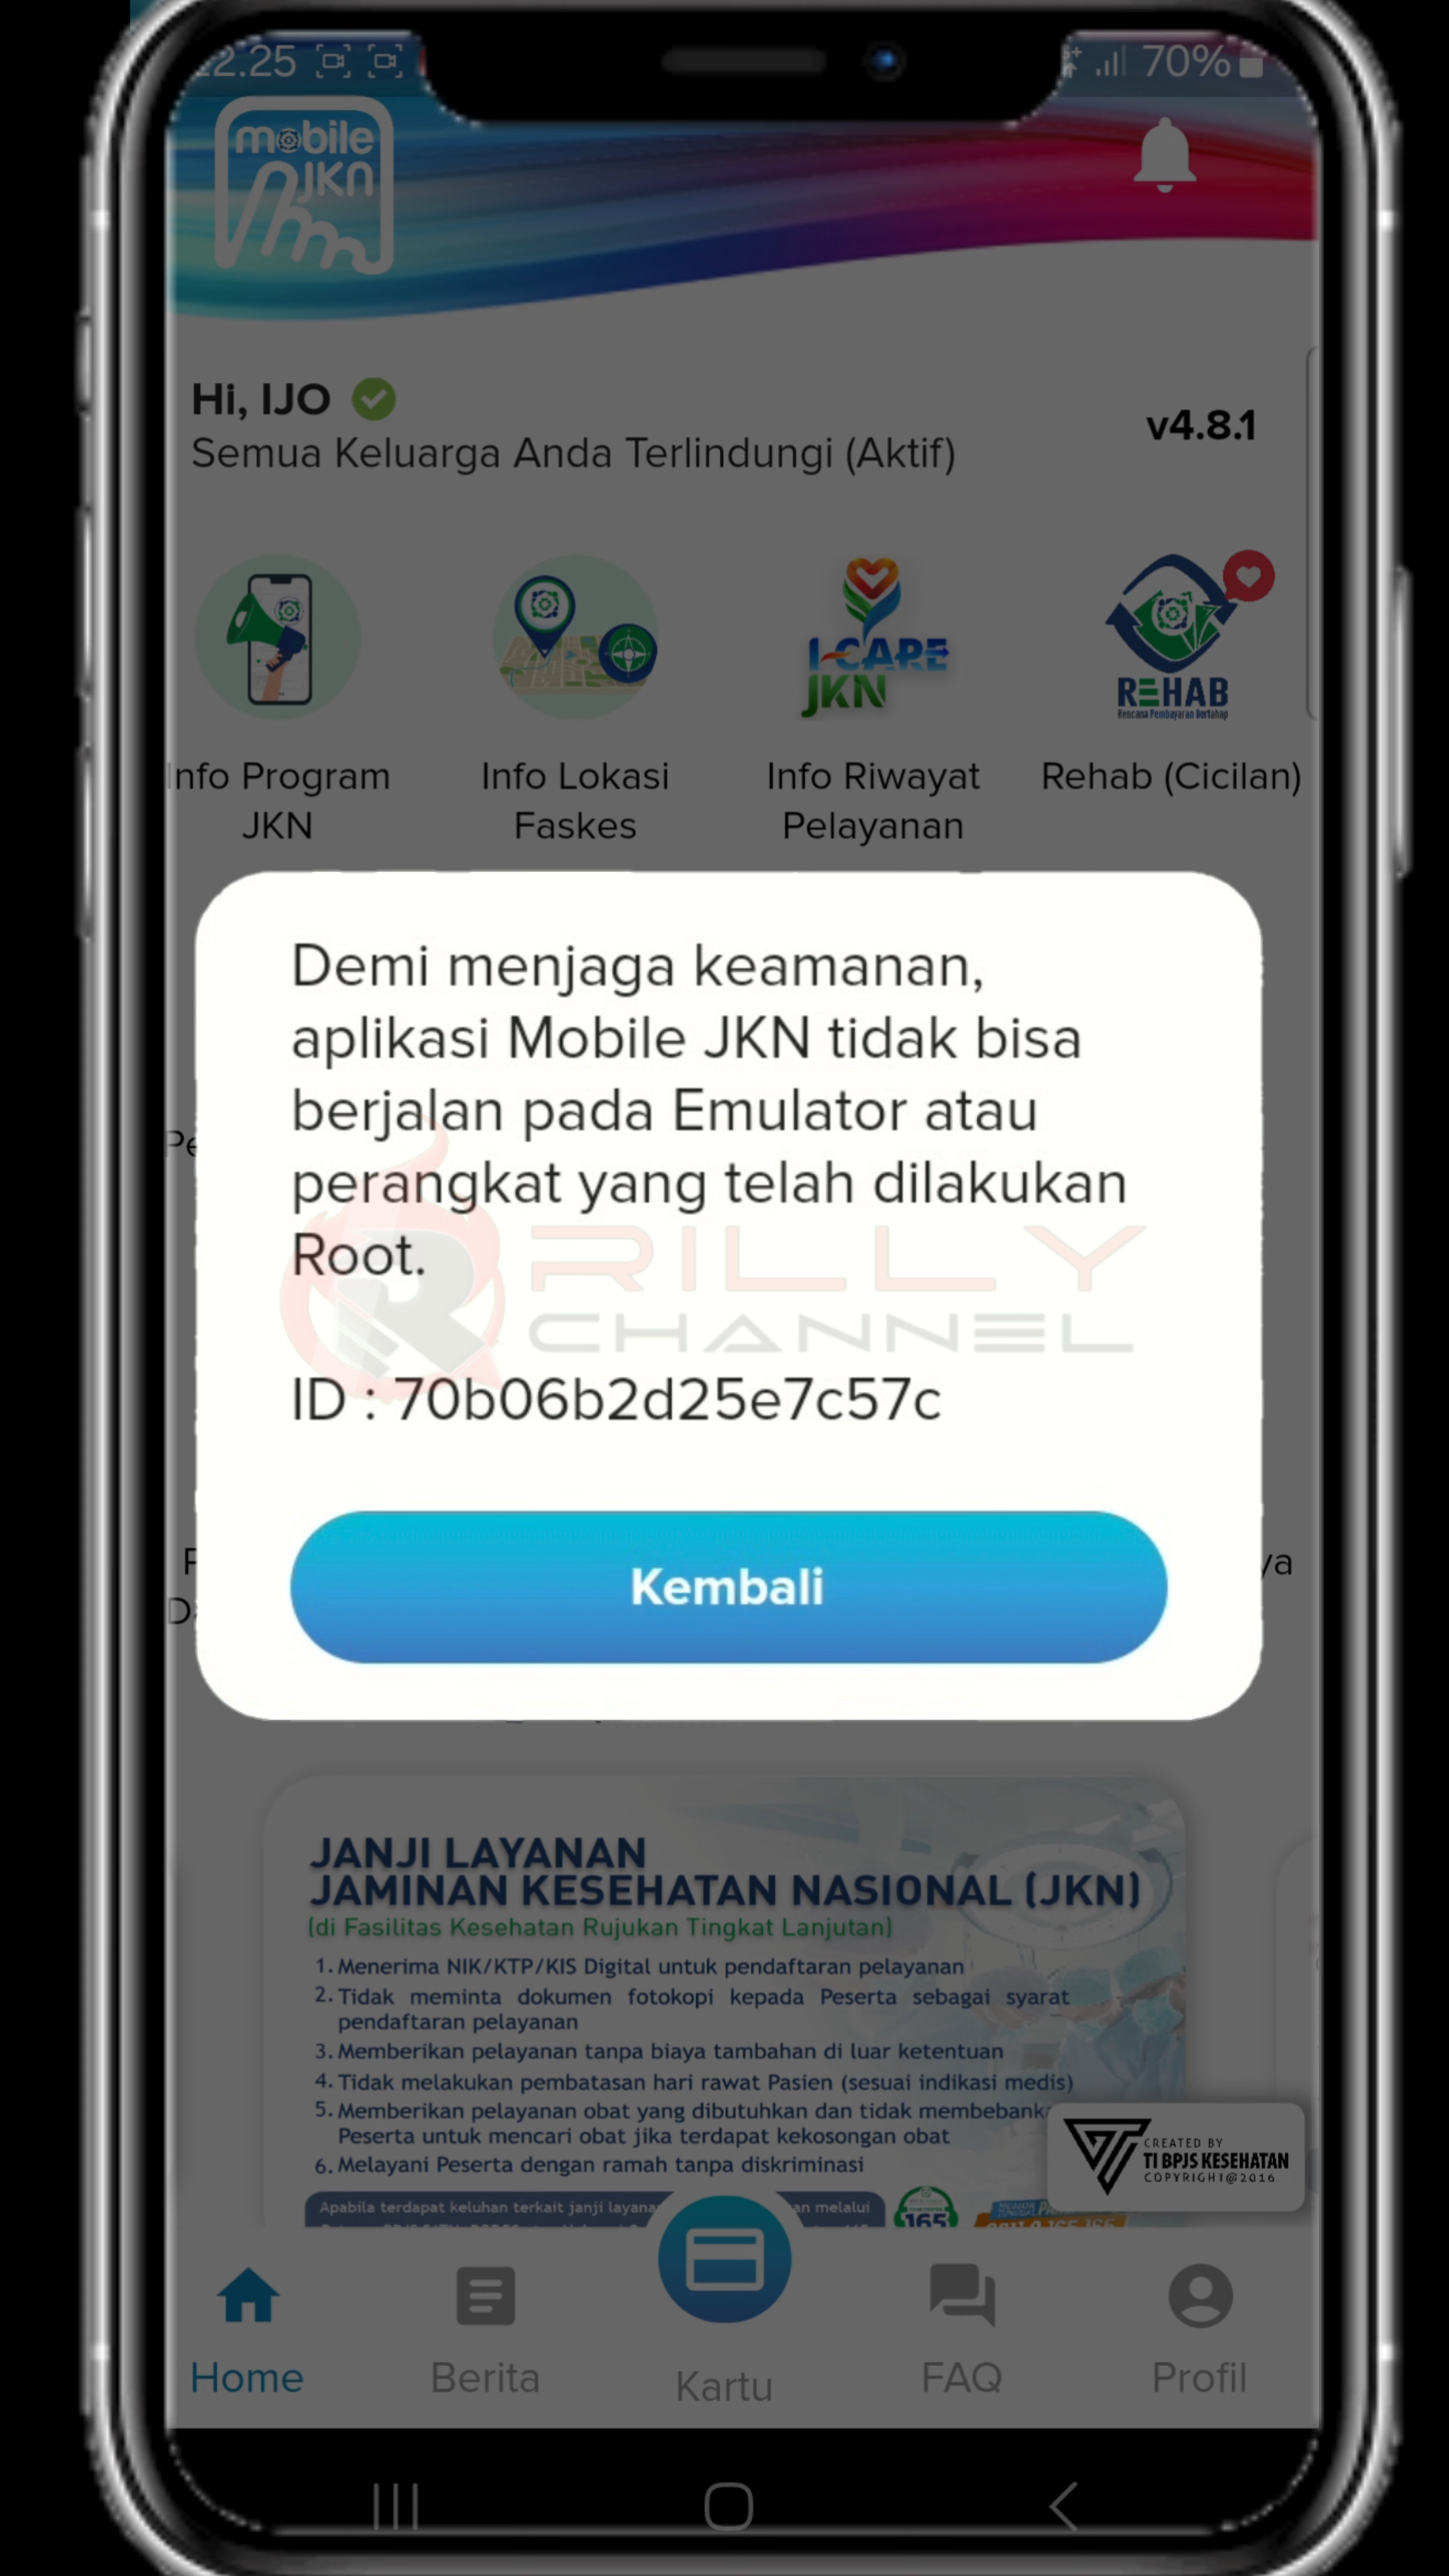 2.25
70%
mobile
JKN
Hi, IJO
Semua Keluarga Anda Terlindungi (Aktif)
v4.8.1
I-CARE
JKN
REHAB
Rencana Pembayaran Bertahap
nfo Program
JKN
Info Lokasi
Faskes
Info Riwayat
Pelayanan
Rehab (Cicilan)
Demi menjaga keamanan,
aplikasi Mobile JKN tidak bisa
berjalan pada Emulator atau
perangkat yang telah dilakukan
Root.
RILLY
CHANNEL
ID : 70b06b2d25e7c57c
Kembali
JANJI LAYANAN
JAMINAN KESEHATAN NASIONAL (JKN)
(di Fasilitas Kesehatan Rujukan Tingkat Lanjutan)
1. Menerima NIK/KTP/KIS Digital untuk pendaftaran pelayanan
2. Tidak meminta dokumen fotokopi kepada Peserta sebagai syarat
pendaftaran pelayanan
3. Memberikan pelayanan tanpa biaya tambahan di luar ketentuan
4. Tidak melakukan pembatasan hari rawat Pasien (sesuai indikasi medis)
5. Memberikan pelayanan obat yang dibutuhkan dan tidak membebank
Peserta untuk mencari obat jika terdapat kekosongan obat
6. Melayani Peserta dengan ramah tanpa diskriminasi
CREATED BY
TI BPJS KESEHATAN
COPYRIGHT@2016
Apabila terdapat keluhan terkait janji layana
an melalui
165
Home
Berita
Kartu
FAQ
Profil